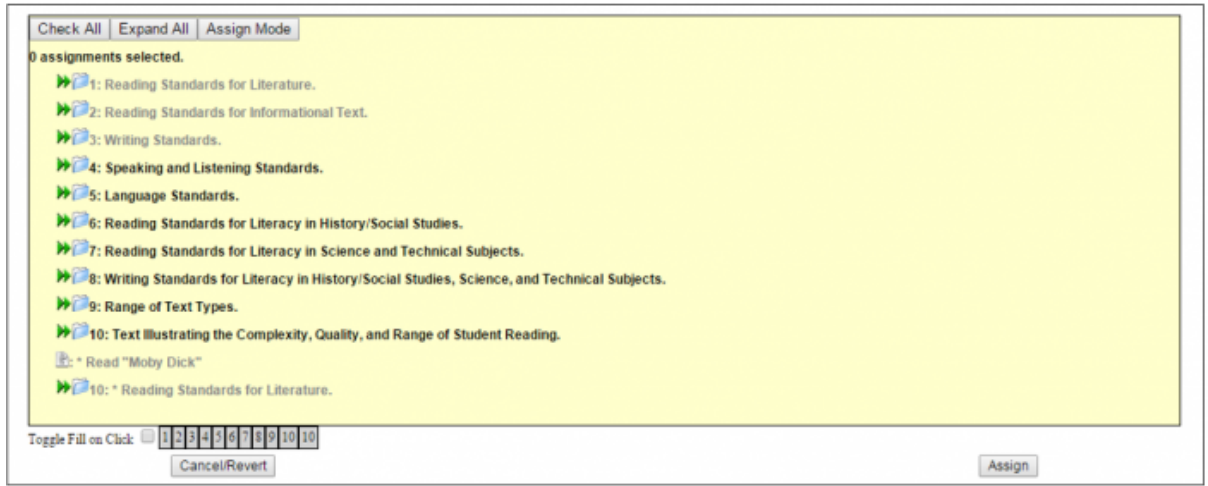 Check All Expand All Assign Mode
0 assignments selected.
1: Reading Standards for Literature.
2: Reading Standards for Informational Text.
3: Writing Standards.
4: Speaking and Listening Standards.
5: Language Standards.
6: Reading Standards for Literacy in History/Social Studies.
7: Reading Standards for Literacy in Science and Technical Subjects.
8: Writing Standards for Literacy in History/Social Studies, Science, and Technical Subjects.
9: Range of Text Types.
10: Text Illustrating the Complexity, Quality, and Range of Student Reading.
: * Read "Moby Dick"
10: * Reading Standards for Literature.
Toggle Fill on Click: 1 2 3 4 5 6 7 8 9 10 10
Cancel/Revert Assign